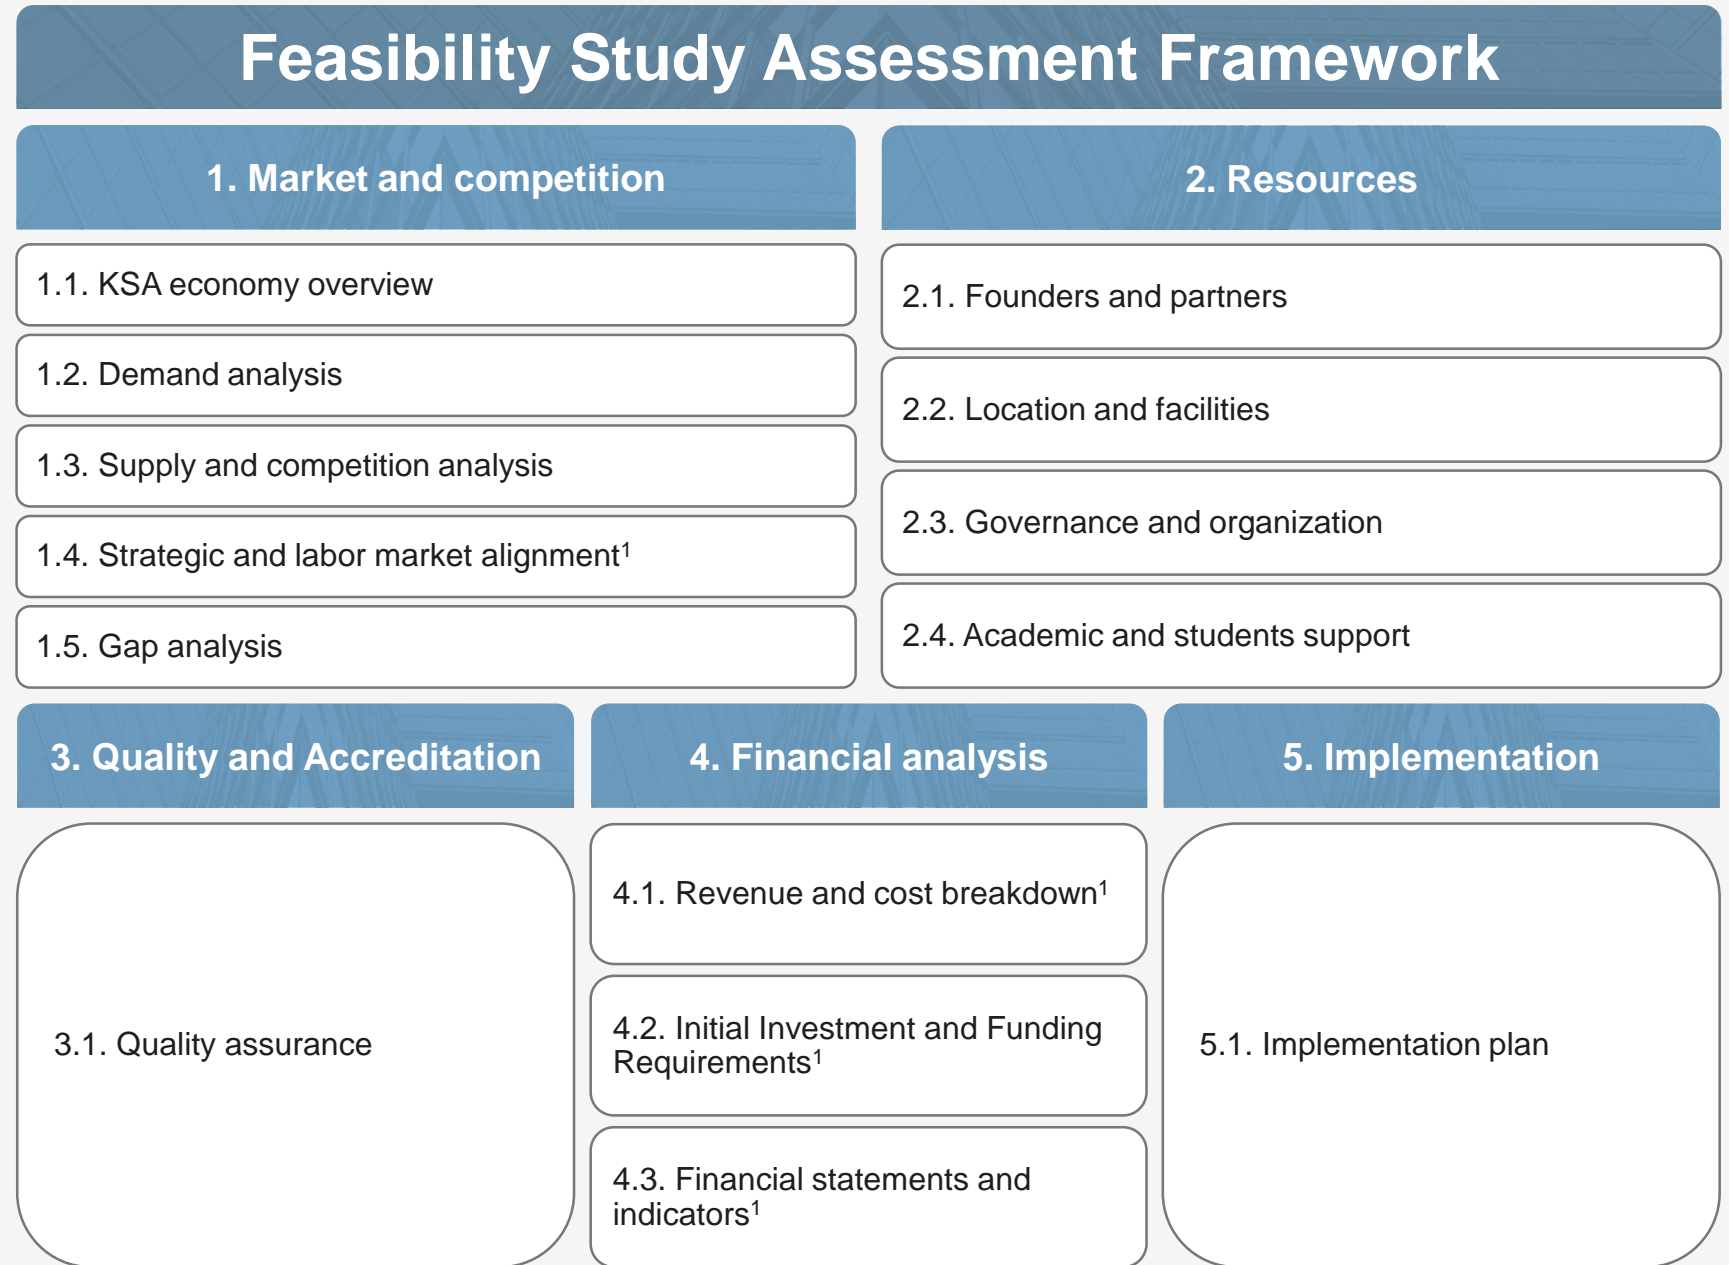 Feasibility Study Assessment Framework
1. Market and competition
1.1. KSA economy overview
1.2. Demand analysis
1.3. Supply and competition analysis
1.4. Strategic and labor market alignment¹
1.5. Gap analysis
2. Resources
2.1. Founders and partners
2.2. Location and facilities
2.3. Governance and organization
2.4. Academic and students support
3. Quality and Accreditation
3.1. Quality assurance
4. Financial analysis
4.1. Revenue and cost breakdown¹
4.2. Initial Investment and Funding
Requirements¹
4.3. Financial statements and
indicators¹
5. Implementation
5.1. Implementation plan